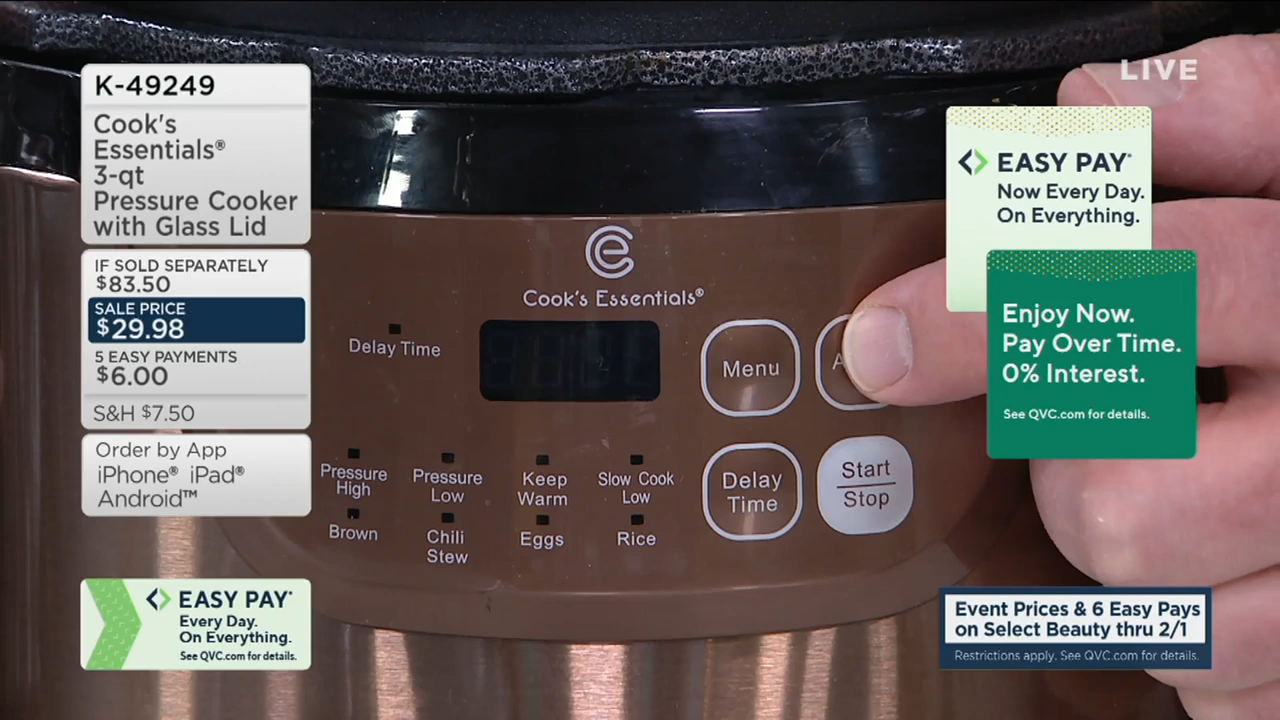 K-49249
Cook's
Essentials®
3-qt
Pressure Cooker
with Glass Lid
IF SOLD SEPARATELY
$83.50
SALE PRICE
$29.98
5 EASY PAYMENTS
$6.00
S&H $7.50
Order by App
iPhone® iPad®
Android™
EASY PAY®
Every Day.
On Everything.
See QVC.com for details.
Cook's Essentials®
Delay Time
Menu
Pressure
High
Pressure
Low
Keep
Warm
Slow Cook
Low
Brown
Chili
Stew
Eggs
Rice
Delay
Time
Start
Stop
LIVE
EASY PAY®
Now Every Day.
On Everything.
Enjoy Now.
Pay Over Time.
0% Interest.
See QVC.com for details.
Event Prices & 6 Easy Pays
on Select Beauty thru 2/1
Restrictions apply. See QVC.com for details.